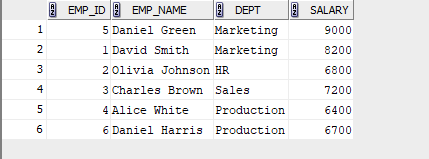 EMP_ID EMP_NAME DEPT SALARY
1 5 Daniel Green Marketing 9000
2 1 David Smith Marketing 8200
3 2 Olivia Johnson HR 6800
4 3 Charles Brown Sales 7200
5 4 Alice White Production 6400
6 6 Daniel Harris Production 6700